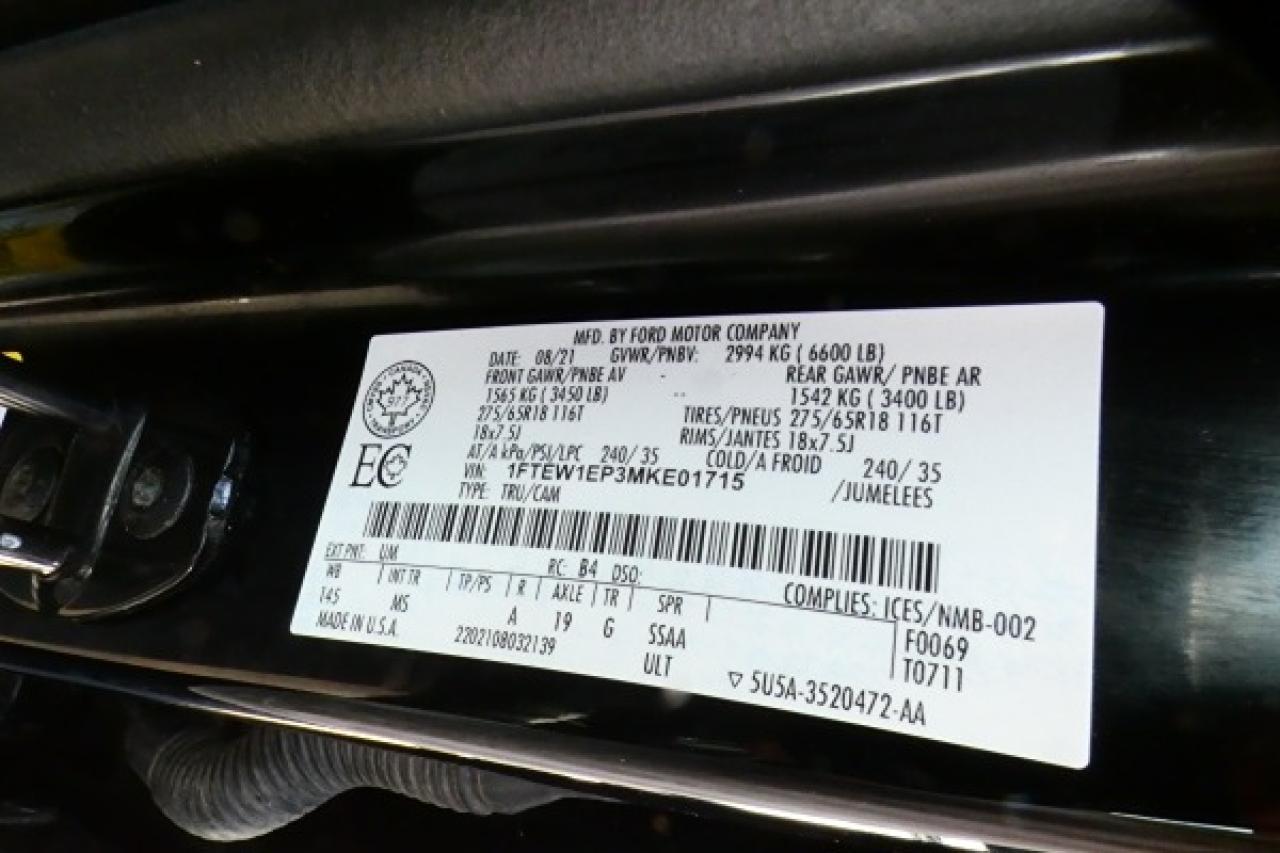 MFD. BY FORD MOTOR COMPANY
DATE: 08/21 GVWR/PNBV: 2994 KG ( 6600 LB)
FRONT GAWR/PNBE AV - REAR GAWR/ PNBE AR
1565 KG ( 3450 LB) -- 1542 KG ( 3400 LB)
275/65R18 116T TIRES/PNEUS 275/65R18 116T
18x7.5J RIMS/JANTES 18x7.5J
AT/A kPa/PSI/LPC 240/ 35 COLD/A FROID 240/ 35
VIN: 1FTEW1EP3MKE01715 /JUMELEES
TYPE: TRU/CAM
CANADA
TRANSPORT
977
EC
EXT PNT: UM RC: B4 DSO:
WB | INT TR | TP/PS | R | AXLE | TR | SPR | COMPLIES: ICES/NMB-002
145 MS A 19 G SSAA F0069
MADE IN U.S.A. 2202108032139 ULT T0711
▽ 5U5A-3520472-AA